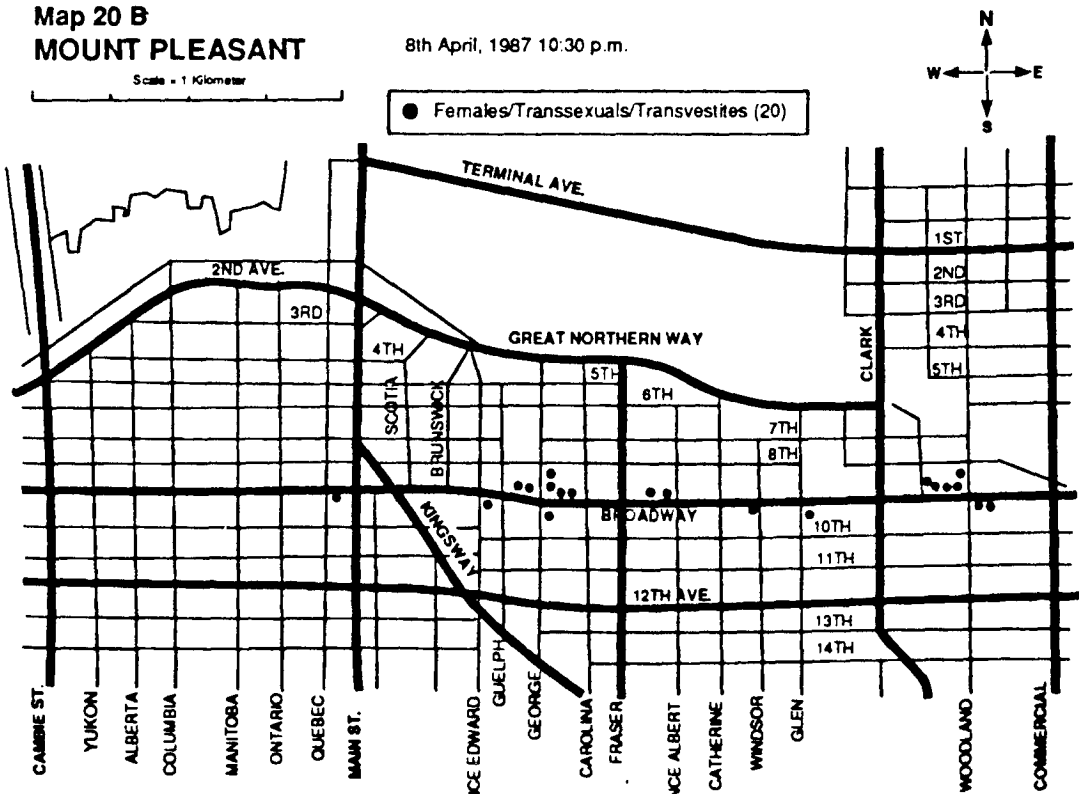 Map 20 B
MOUNT PLEASANT
8th April, 1987 10:30 p.m.
Scale = 1 Kilometer
Females/Transsexuals/Transvestites (20)
N
W
E
S
TERMINAL AVE.
1ST
2ND AVE.
2ND
3RD
3RD
GREAT NORTHERN WAY
4TH
4TH
CLARK
5TH
5TH
6TH
SCOTIA
BRUNSWICK
7TH
8TH
KINGSWAY
BROADWAY
10TH
11TH
12TH AVE.
13TH
14TH
CAMBIE ST.
YUKON
ALBERTA
COLUMBIA
MANITOBA
ONTARIO
QUEBEC
MAIN ST.
EDWARD
GUELPH
GEORGE
CAROLINA
FRASER
ALBERT
CATHERINE
WINDSOR
GLEN
WOODLAND
COMMERCIAL